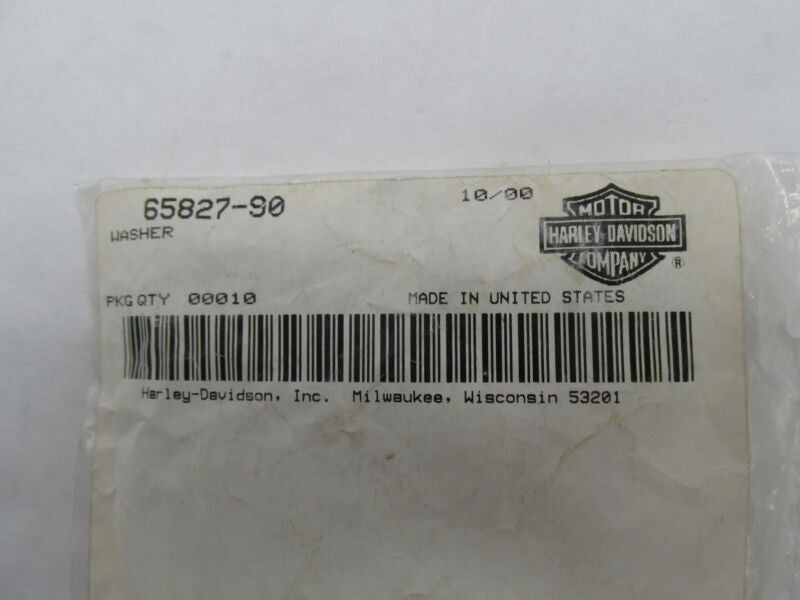 65827-90
10/00
WASHER
MOTOR
HARLEY-DAVIDSON
COMPANY
®
PKG QTY 00010
MADE IN UNITED STATES
Harley-Davidson, Inc. Milwaukee, Wisconsin 53201